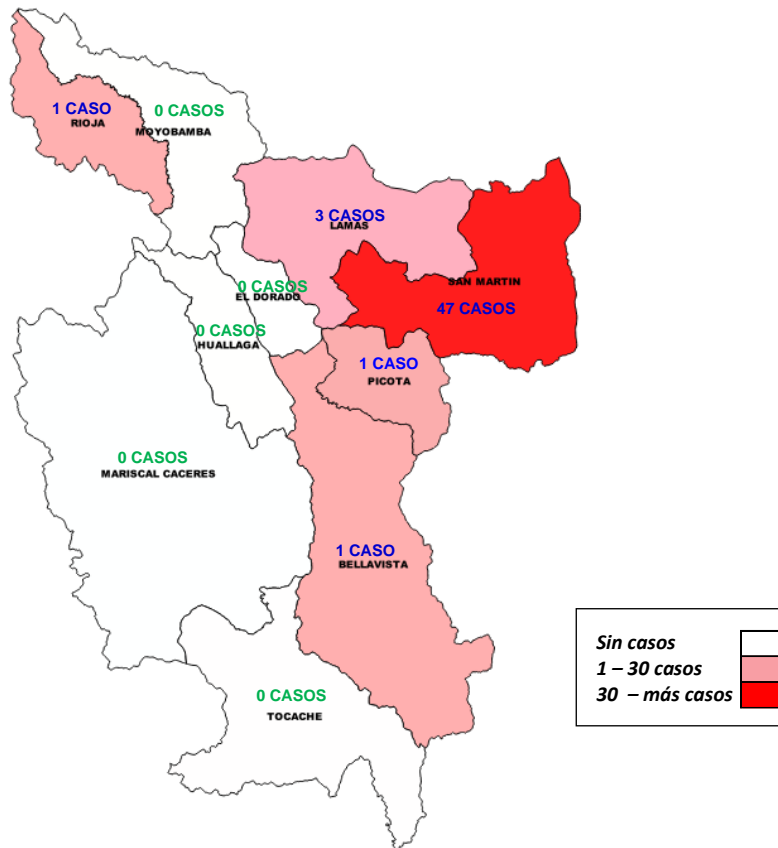 1 CASO
RIOJA
0 CASOS
MOYOBAMBA
3 CASOS
LAMAS
SAN MARTIN
47 CASOS
0 CASOS
EL DORADO
0 CASOS
HUALLAGA
1 CASO
PICOTA
0 CASOS
MARISCAL CACERES
1 CASO
BELLAVISTA
0 CASOS
TOCACHE
Sin casos
1 – 30 casos
30 – más casos